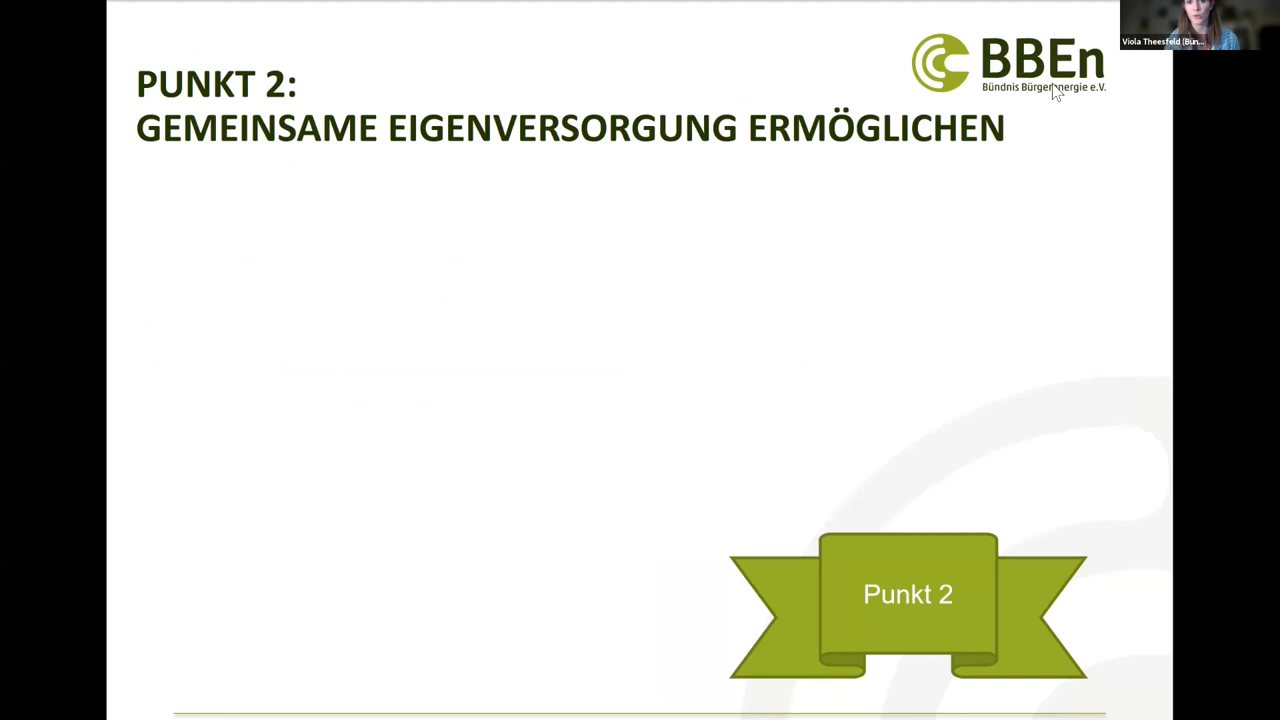 Viola Theesfeld (Bün...
BBEn
Bündnis Bürgerenergie e.V.
PUNKT 2:
GEMEINSAME EIGENVERSORGUNG ERMÖGLICHEN
Punkt 2